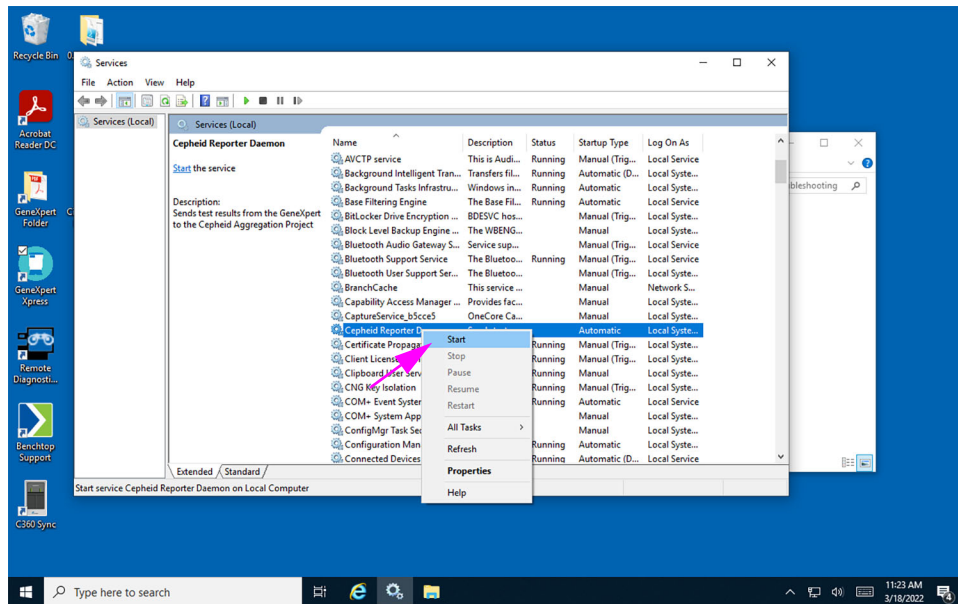 Recycle Bin
Services
File Action View Help
Services (Local)
Services (Local)
Cepheid Reporter Daemon
Start the service
Description:
Sends test results from the GeneXpert
to the Cepheid Aggregation Project
Name Description Status Startup Type Log On As
AVCTP service This is Audi... Running Manual (Trig... Local Service
Background Intelligent Tran... Transfers fil... Running Automatic (D... Local Syste...
Background Tasks Infrastru... Windows in... Running Automatic Local Syste...
Base Filtering Engine The Base Fil... Running Automatic Local Service
BitLocker Drive Encryption ... BDESVC hos... Manual (Trig... Local Syste...
Block Level Backup Engine ... The WBENG... Manual Local Syste...
Bluetooth Audio Gateway S... Service sup... Manual (Trig... Local Service
Bluetooth Support Service The Bluetoo... Running Manual (Trig... Local Service
Bluetooth User Support Ser... The Bluetoo... Manual (Trig... Local Syste...
BranchCache This service ... Manual Network S...
Capability Access Manager ... Provides fac... Manual Local Syste...
CaptureService_b5cce5 OneCore Ca... Manual Local Syste...
Cepheid Reporter D Automatic Local Syste...
Certificate Propaga Running Manual (Trig... Local Syste...
Client Licens Running Manual (Trig... Local Syste...
Clipboard User Serv Running Manual Local Syste...
CNG Key Isolation Running Manual (Trig... Local Syste...
COM+ Event Syster Running Automatic Local Service
COM+ System App Manual Local Syste...
ConfigMgr Task Sec Manual Local Syste...
Configuration Man Running Automatic Local Syste...
Connected Devices Running Automatic (D... Local Service
Start
Stop
Pause
Resume
Restart
All Tasks
Refresh
Properties
Help
Extended Standard
Start service Cepheid Reporter Daemon on Local Computer
Acrobat
Reader DC
GeneXpert
Folder
GeneXpert
Xpress
Remote
Diagnosti...
Benchtop
Support
C360 Sync
Type here to search
11:23 AM
3/18/2022
4